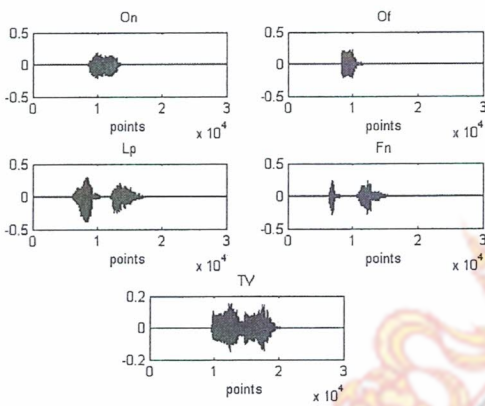 On
0.5
0
-0.5
0 1 2 3
points x 10^4
Of
0.5
0
-0.5
0 1 2 3
points x 10^4
Lp
0.5
0
-0.5
0 1 2 3
points x 10^4
Fn
0.5
0
-0.5
0 1 2 3
points x 10^4
TV
0.2
0
-0.2
0 1 2 3
points x 10^4